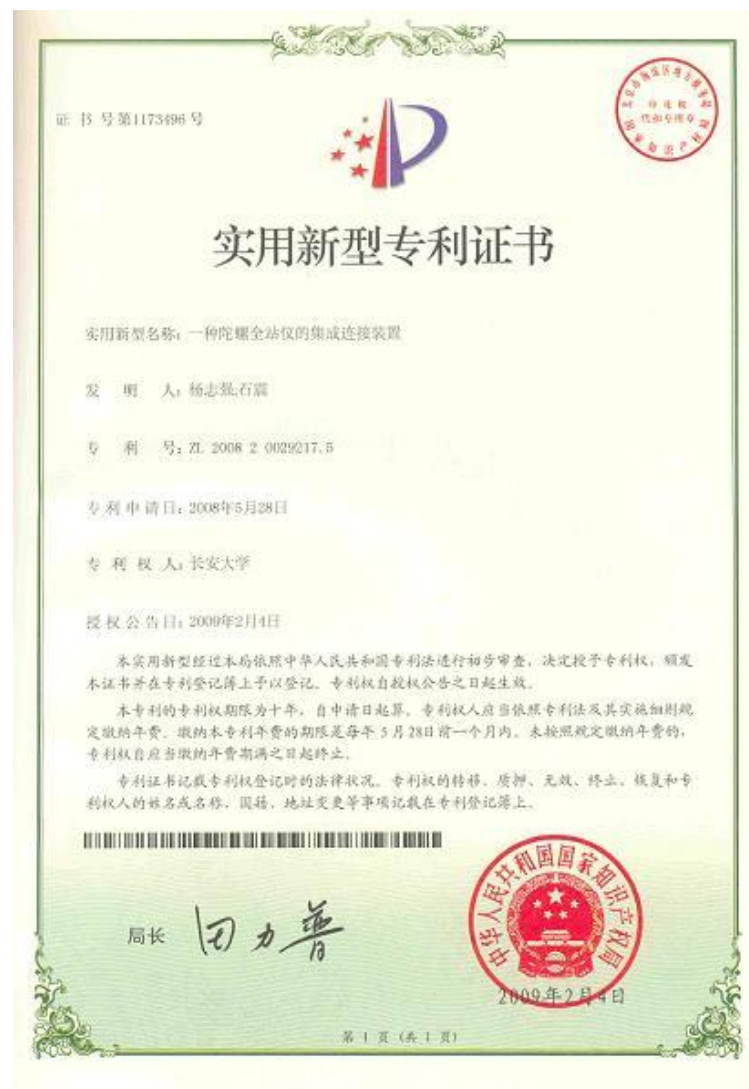 证书号第1173496号
印花税
代扣专用章
实用新型专利证书
实用新型名称：一种陀螺全站仪的集成连接装置
发明人：杨志强;石震
专利号：ZL 2008 2 0029217.5
专利申请日：2008年5月28日
专利权人：长安大学
授权公告日：2009年2月4日
本实用新型经过本局依照中华人民共和国专利法进行初步审查，决定授予专利权，颁发
本证书并在专利登记簿上予以登记。专利权自授权公告之日起生效。
本专利的专利权期限为十年，自申请日起算。专利权人应当依照专利法及其实施细则规
定缴纳年费。缴纳本专利年费的期限是每年 5 月 28日前一个月内。未按照规定缴纳年费的，
专利权自应当缴纳年费期满之日起终止。
专利证书记载专利权登记时的法律状况。专利权的转移、质押、无效、终止、恢复和专
利权人的姓名或名称、国籍、地址变更等事项记载在专利登记簿上。
局长 田力普
中华人民共和国国家知识产权局
2009年2月4日
第 1 页 (共 1 页)